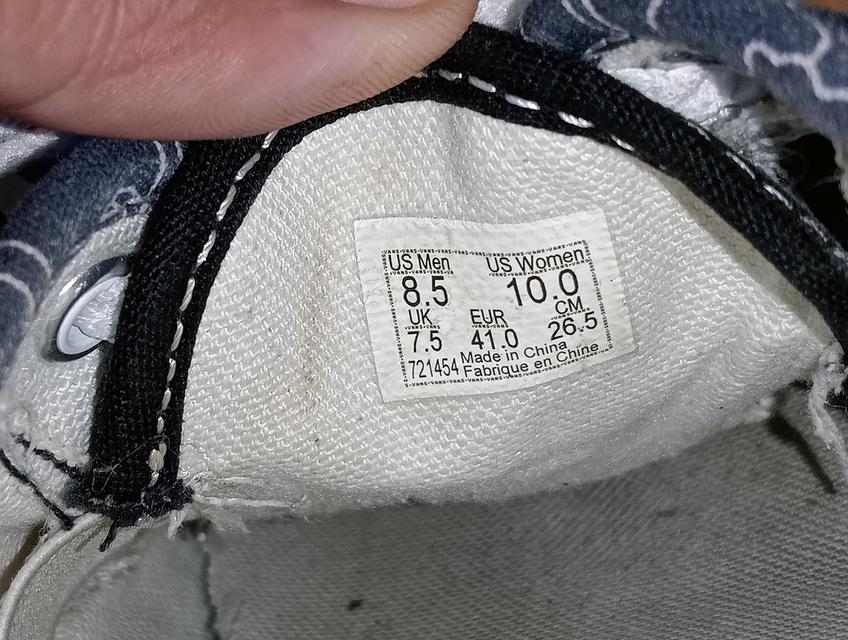 US Men US Women
8.5 10.0
UK EUR CM
7.5 41.0 26.5
721454 Made in China
Fabrique en Chine